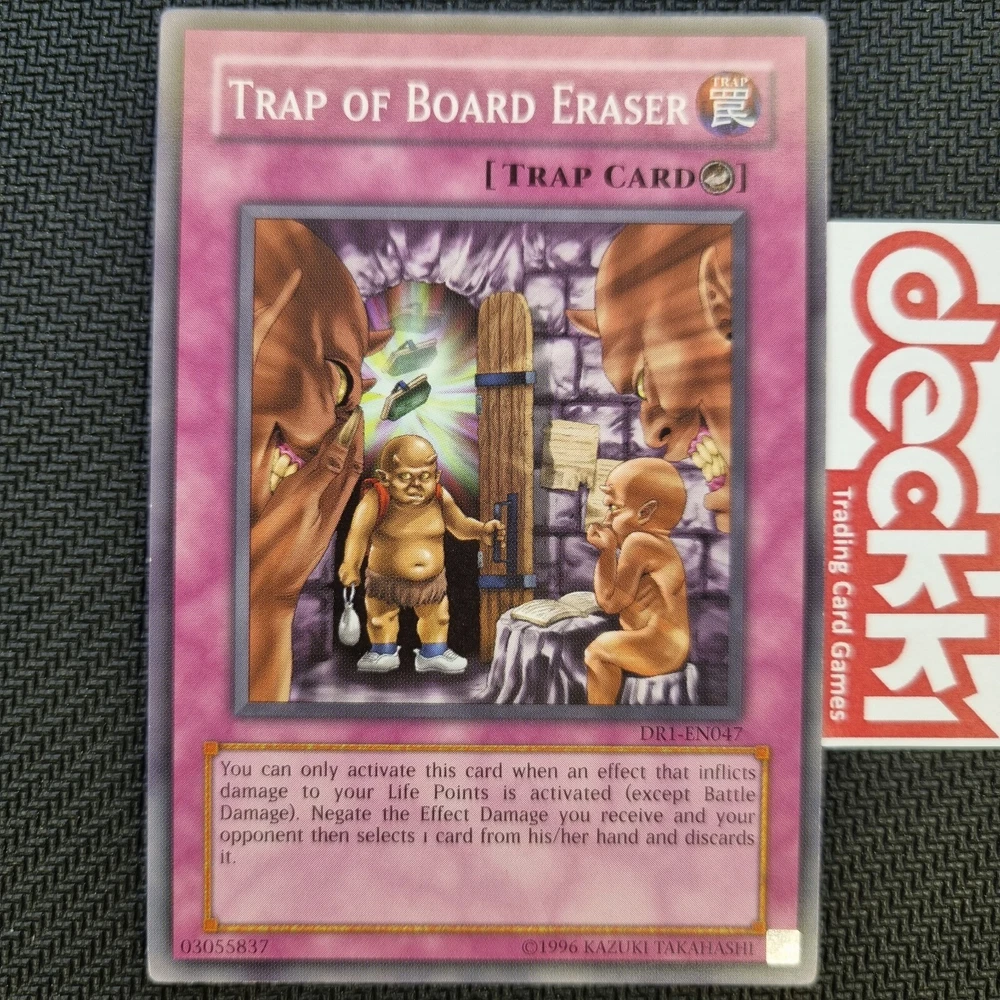 TRAP OF BOARD ERASER
TRAP
罠
[TRAP CARD]
DR1-EN047
You can only activate this card when an effect that inflicts
damage to your Life Points is activated (except Battle
Damage). Negate the Effect Damage you receive and your
opponent then selects 1 card from his/her hand and discards
it.
03055837
©1996 KAZUKI TAKAHASHI
dekki
Trading Card Games